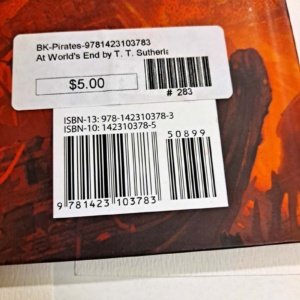 BK-Pirates-9781423103783
At World's End by T. T. Sutherla
$5.00
# 283
ISBN-13: 978-142310378-3
ISBN-10: 142310378-5
50899
9 781423 103783